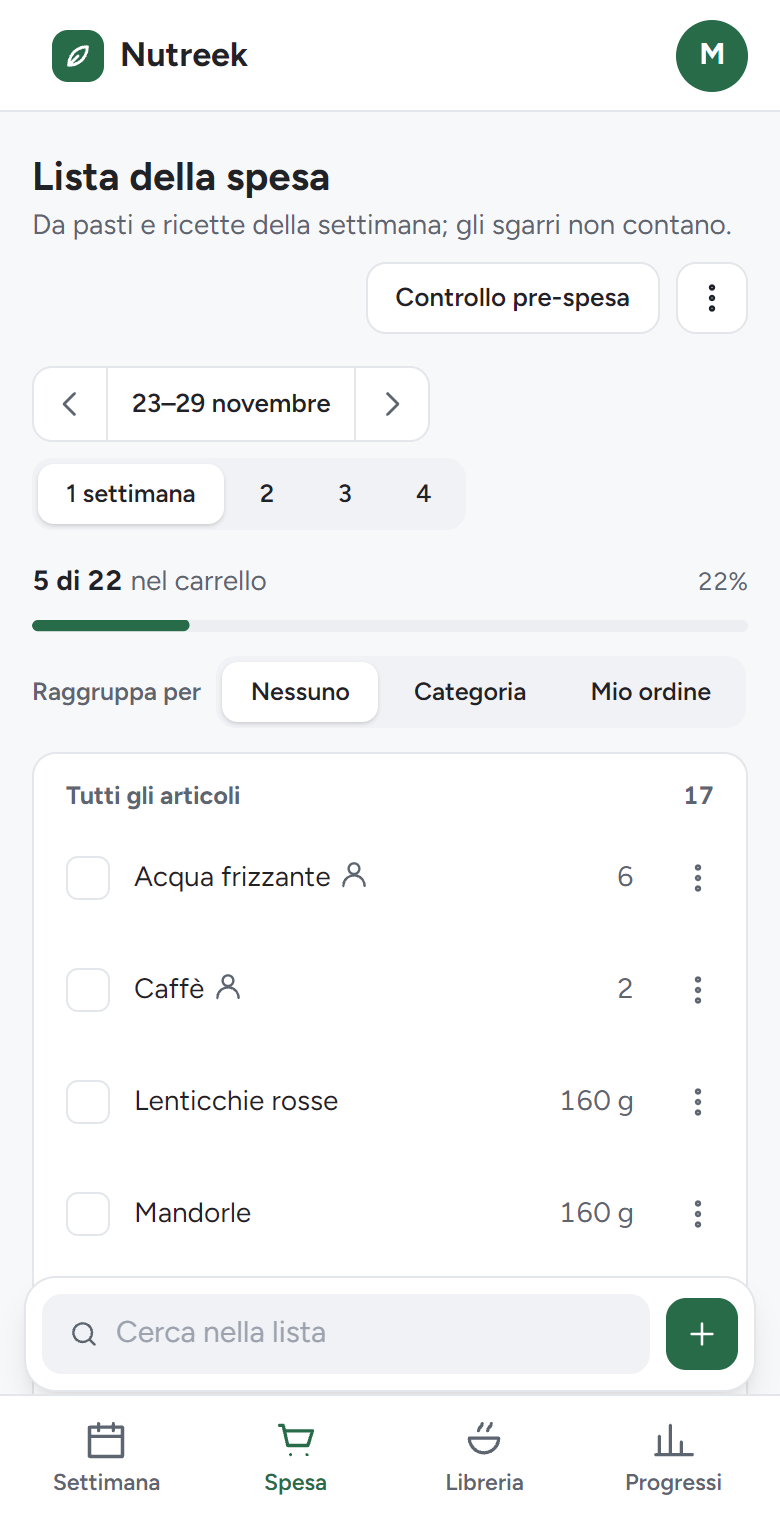 Nutreek
M
Lista della spesa
Da pasti e ricette della settimana; gli sgarri non contano.
Controllo pre-spesa
23–29 novembre
1 settimana 2 3 4
5 di 22 nel carrello 22%
Raggruppa per Nessuno Categoria Mio ordine
Tutti gli articoli 17
Acqua frizzante 6
Caffè 2
Lenticchie rosse 160 g
Mandorle 160 g
Cerca nella lista
Settimana Spesa Libreria Progressi